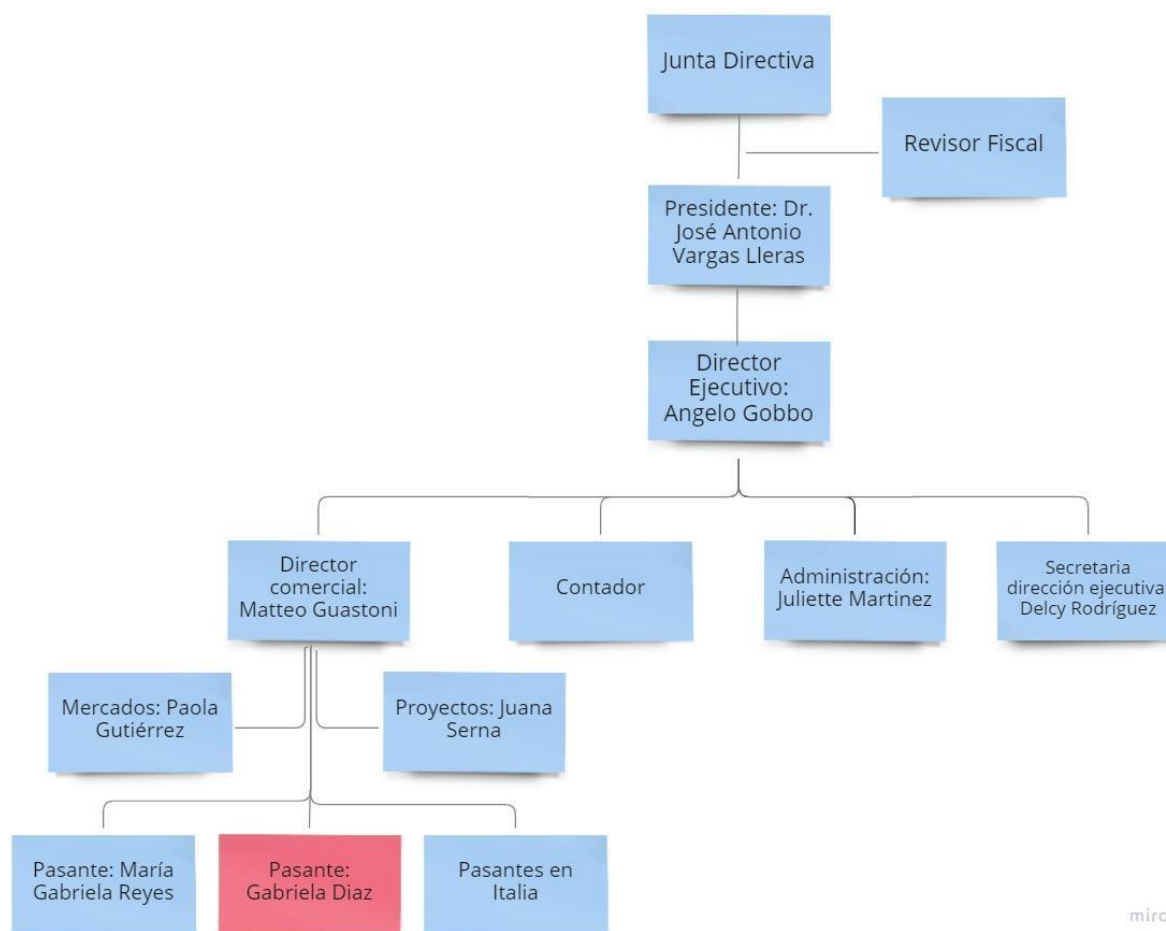 Junta Directiva
Revisor Fiscal
Presidente: Dr.
José Antonio
Vargas Lleras
Director
Ejecutivo:
Angelo Gobbo
Director
comercial:
Matteo Guastoni
Contador
Administración:
Juliette Martinez
Secretaria
dirección ejecutiva
Delcy Rodríguez
Mercados: Paola
Gutiérrez
Proyectos: Juana
Serna
Pasante: María
Gabriela Reyes
Pasante:
Gabriela Diaz
Pasantes en
Italia
miro